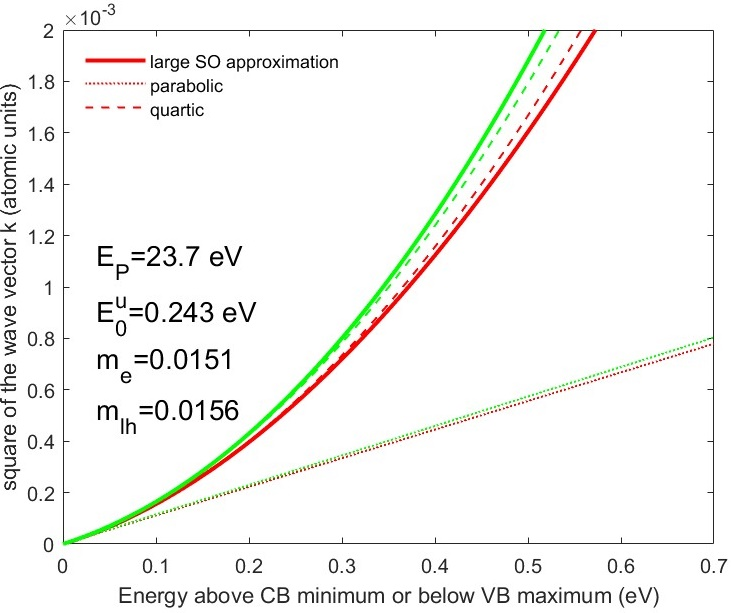 ×10⁻³
2
1.8
1.6
1.4
1.2
1
0.8
0.6
0.4
0.2
0
square of the wave vector k (atomic units)
large SO approximation
parabolic
quartic
E_P=23.7 eV
E_0^u=0.243 eV
m_e=0.0151
m_lh=0.0156
0 0.1 0.2 0.3 0.4 0.5 0.6 0.7
Energy above CB minimum or below VB maximum (eV)